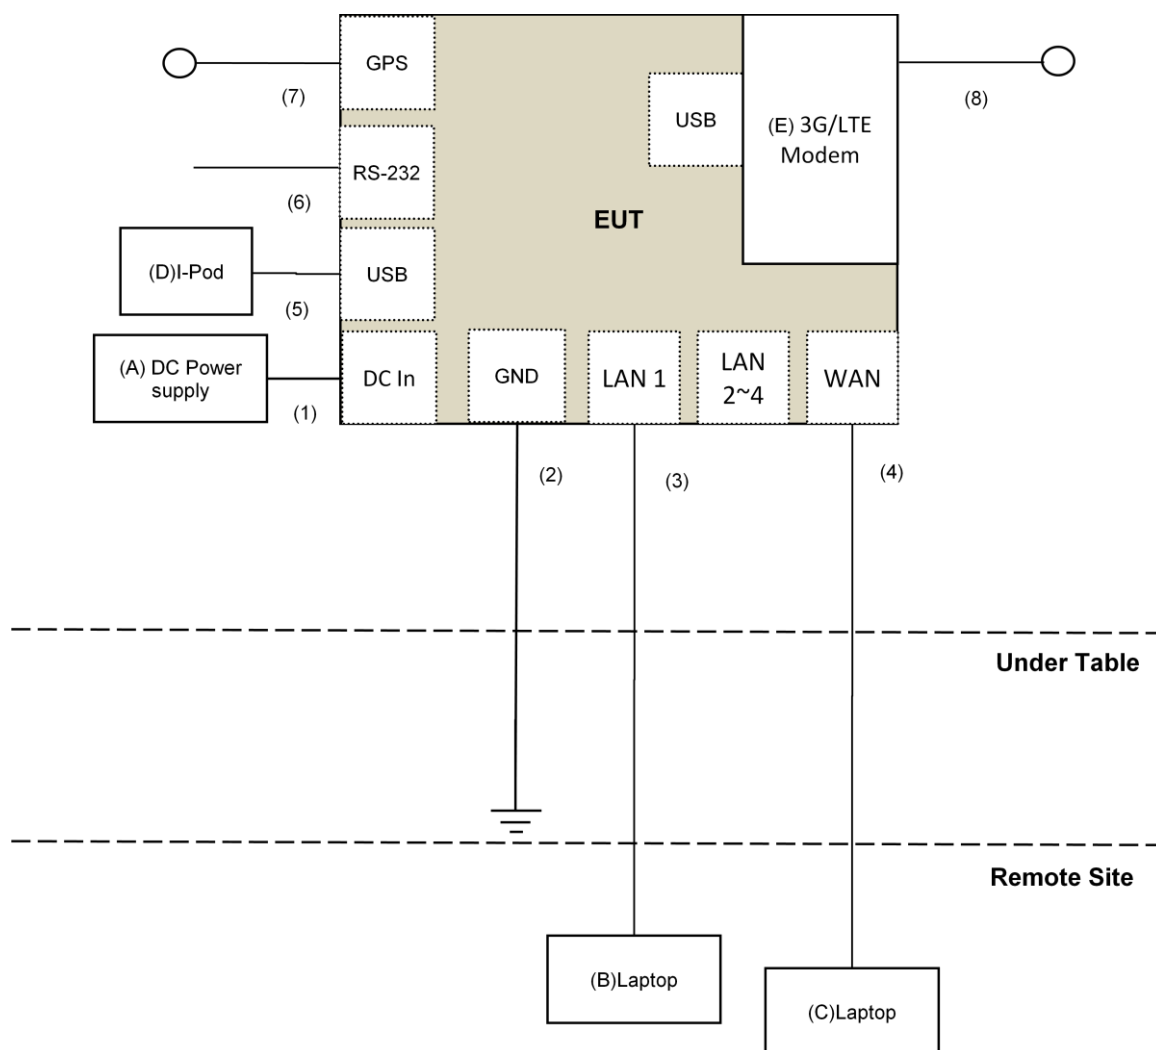 GPS
(7)
USB
(E) 3G/LTE
Modem
(8)
RS-232
(6)
EUT
(D)I-Pod
USB
(5)
(A) DC Power
supply
(1)
DC In
GND
LAN 1
LAN
2~4
WAN
(2)
(3)
(4)
Under Table
Remote Site
(B)Laptop
(C)Laptop